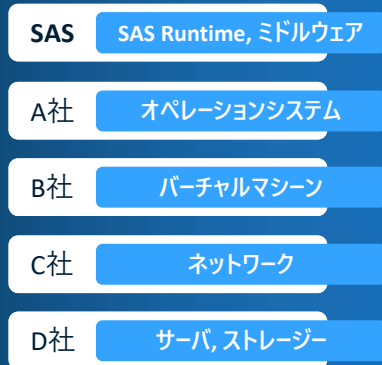 SAS SAS Runtime, ミドルウェア
A社 オペレーションシステム
B社 バーチャルマシーン
C社 ネットワーク
D社 サーバ, ストレージー